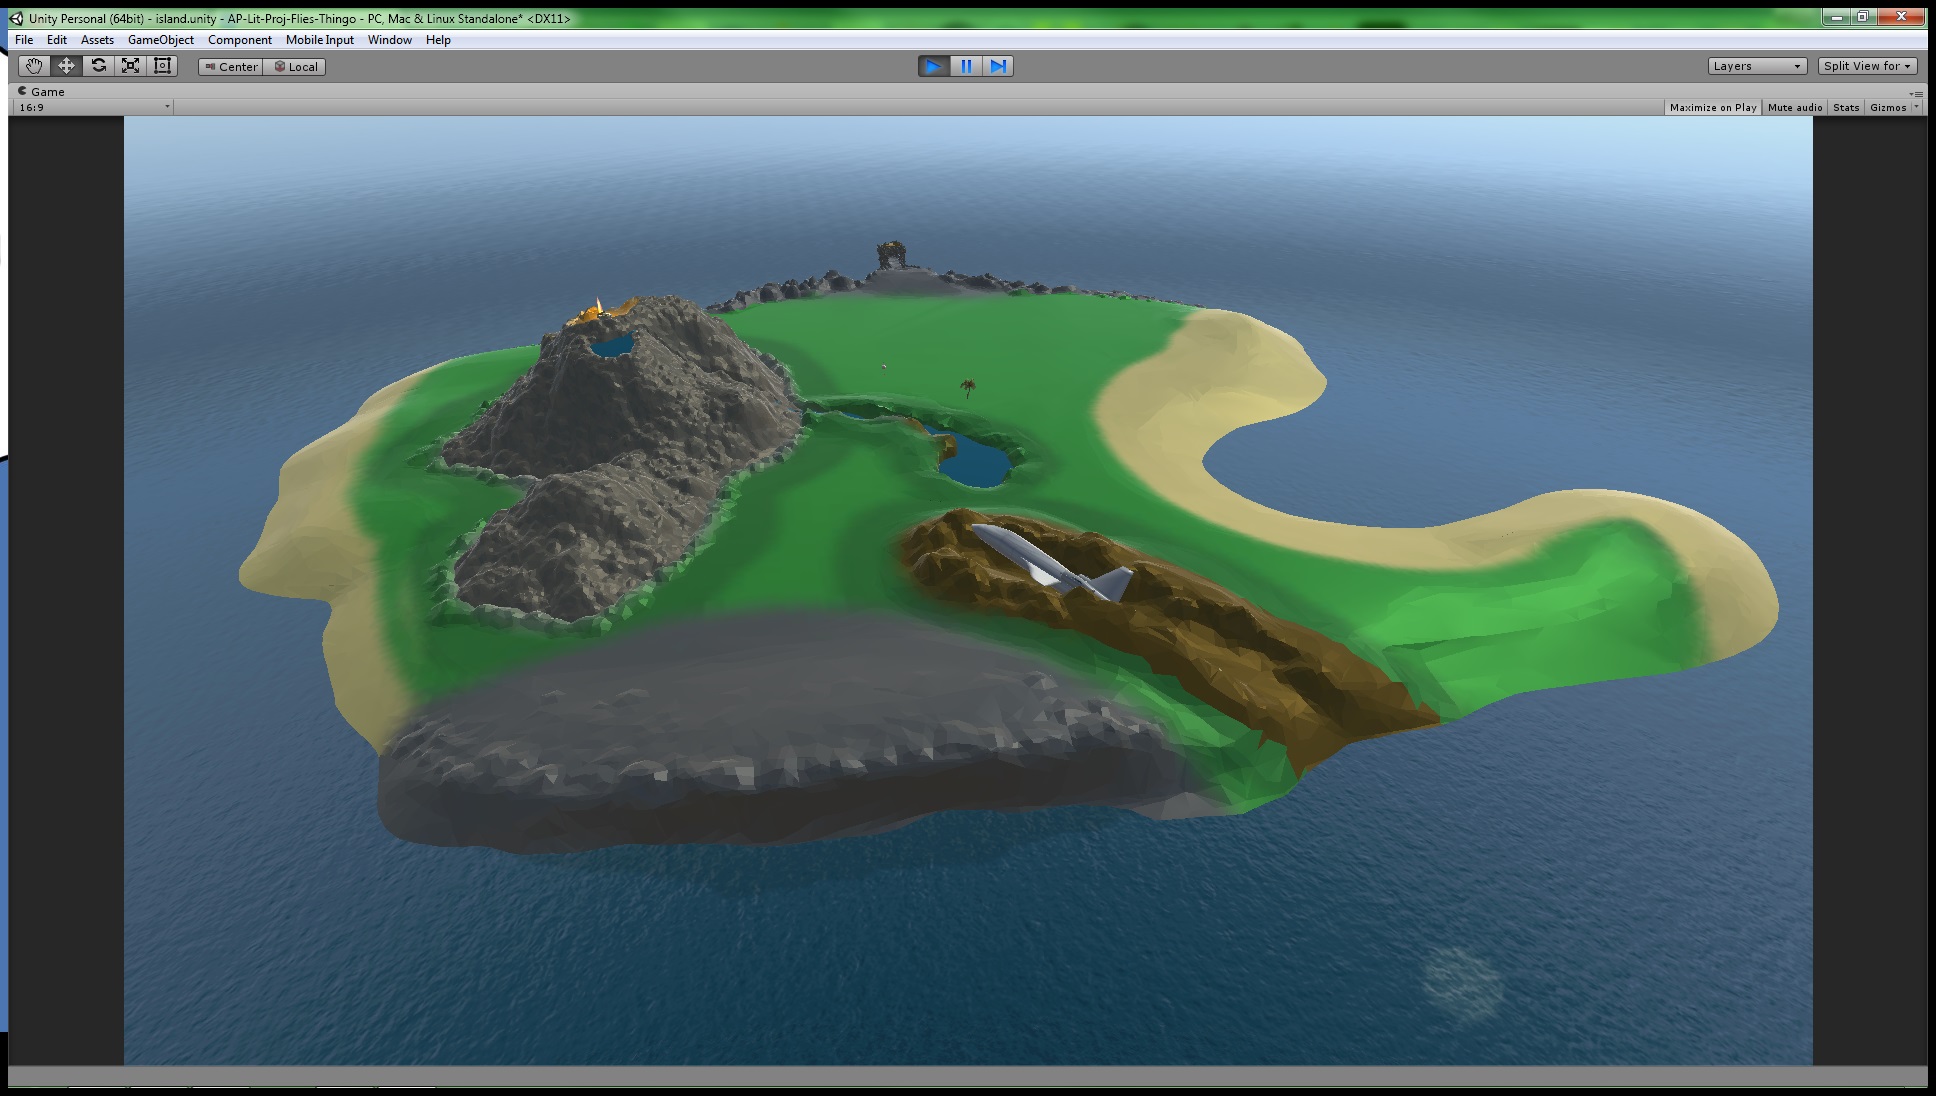 Unity Personal (64bit) - island.unity - AP-Lit-Proj-Flies-Thingo - PC, Mac & Linux Standalone* <DX11>
File Edit Assets GameObject Component Mobile Input Window Help
Center Local Layers Split View for
Game
16:9 Maximize on Play Mute audio Stats Gizmos